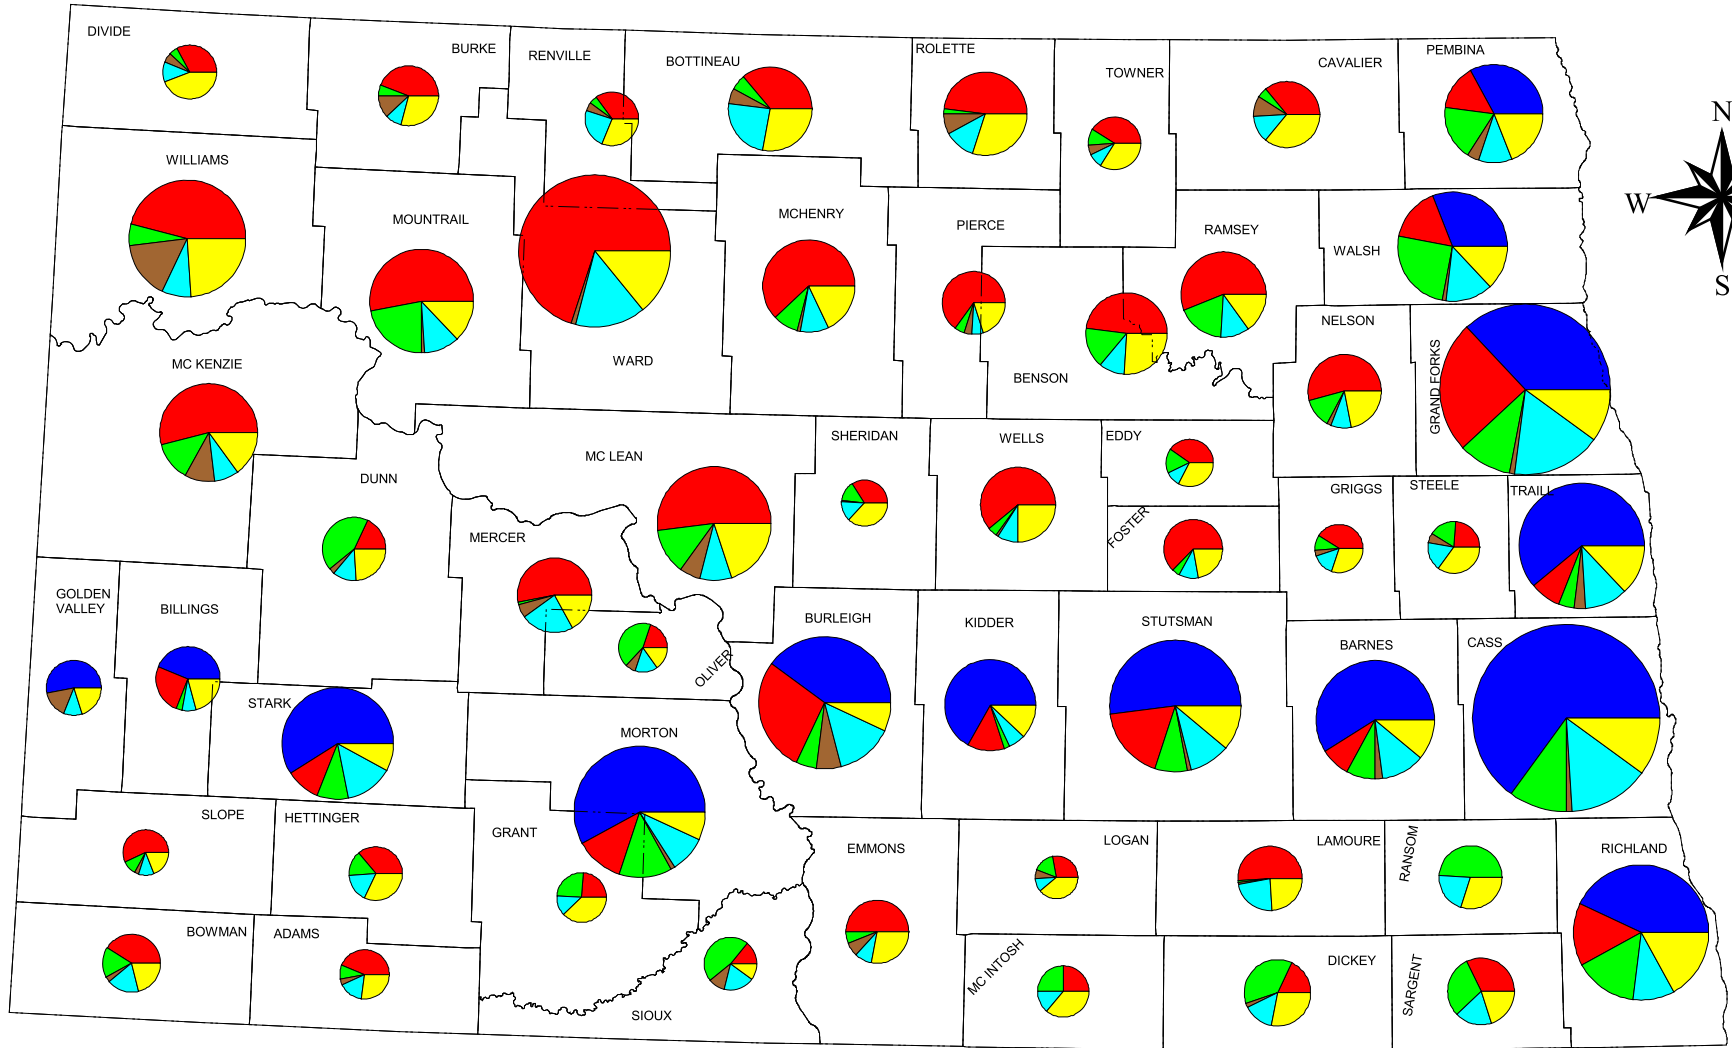 DIVIDE
BURKE
RENVILLE
BOTTINEAU
ROLETTE
TOWNER
CAVALIER
PEMBINA
N
WILLIAMS
MOUNTRAIL
MCHENRY
PIERCE
RAMSEY
WALSH
W
S
MC KENZIE
WARD
BENSON
NELSON
GRAND FORKS
DUNN
MC LEAN
SHERIDAN
WELLS
EDDY
GRIGGS
STEELE
TRAILL
MERCER
FOSTER
GOLDEN
VALLEY
BILLINGS
OLIVER
BURLEIGH
KIDDER
STUTSMAN
BARNES
CASS
STARK
MORTON
SLOPE
HETTINGER
GRANT
EMMONS
LOGAN
LAMOURE
RANSOM
RICHLAND
BOWMAN
ADAMS
SIOUX
MC INTOSH
DICKEY
SARGENT